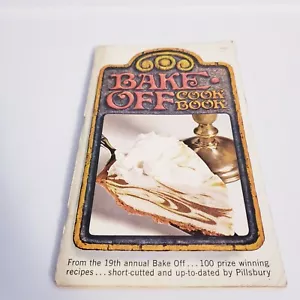 BAKE •
OFF COOK
BOOK
From the 19th annual Bake Off... 100 prize winning
recipes... short-cutted and up-to-dated by Pillsbury